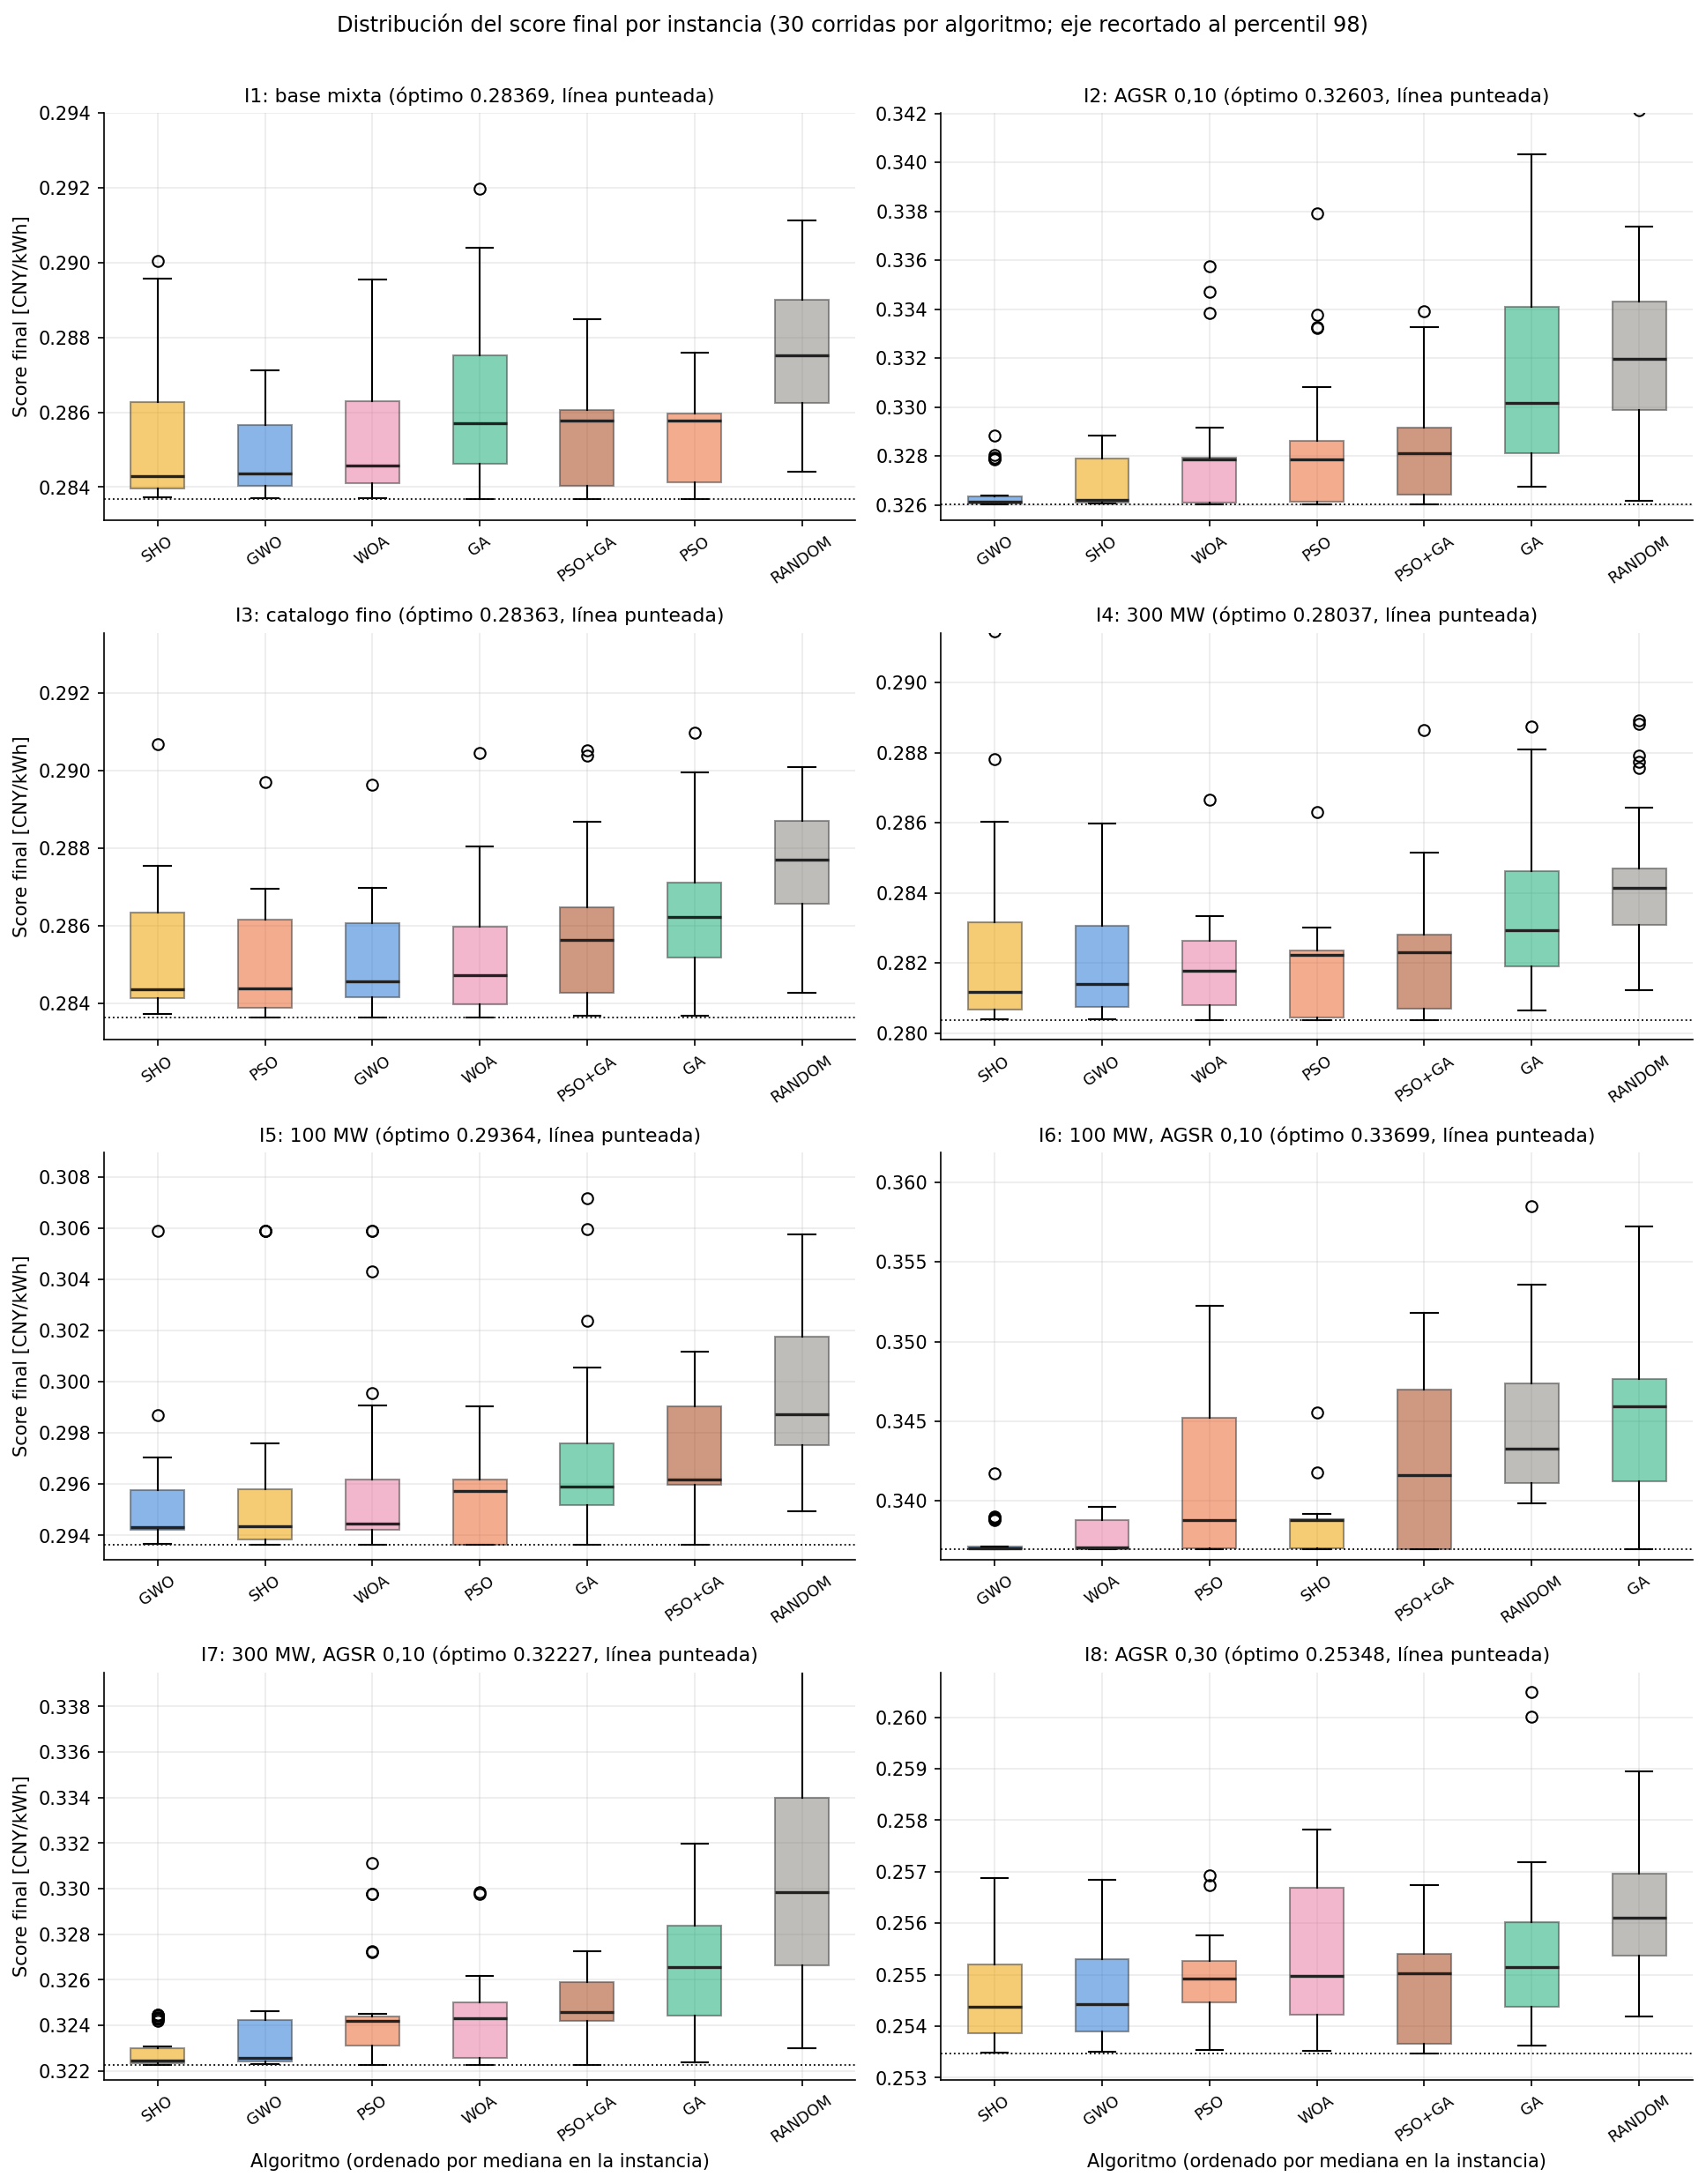 Distribución del score final por instancia (30 corridas por algoritmo; eje recortado al percentil 98)
I1: base mixta (óptimo 0.28369, línea punteada)
Score final [CNY/kWh]
0.294
0.292
0.290
0.288
0.286
0.284
SHO
GWO
WOA
GA
PSO+GA
PSO
RANDOM
I2: AGSR 0,10 (óptimo 0.32603, línea punteada)
0.342
0.340
0.338
0.336
0.334
0.332
0.330
0.328
0.326
GWO
SHO
WOA
PSO
PSO+GA
GA
RANDOM
I3: catalogo fino (óptimo 0.28363, línea punteada)
Score final [CNY/kWh]
0.292
0.290
0.288
0.286
0.284
SHO
PSO
GWO
WOA
PSO+GA
GA
RANDOM
I4: 300 MW (óptimo 0.28037, línea punteada)
0.290
0.288
0.286
0.284
0.282
0.280
SHO
GWO
WOA
PSO
PSO+GA
GA
RANDOM
I5: 100 MW (óptimo 0.29364, línea punteada)
Score final [CNY/kWh]
0.308
0.306
0.304
0.302
0.300
0.298
0.296
0.294
GWO
SHO
WOA
PSO
GA
PSO+GA
RANDOM
I6: 100 MW, AGSR 0,10 (óptimo 0.33699, línea punteada)
0.360
0.355
0.350
0.345
0.340
GWO
WOA
PSO
SHO
PSO+GA
RANDOM
GA
I7: 300 MW, AGSR 0,10 (óptimo 0.32227, línea punteada)
Score final [CNY/kWh]
0.338
0.336
0.334
0.332
0.330
0.328
0.326
0.324
0.322
SHO
GWO
PSO
WOA
PSO+GA
GA
RANDOM
Algoritmo (ordenado por mediana en la instancia)
I8: AGSR 0,30 (óptimo 0.25348, línea punteada)
0.260
0.259
0.258
0.257
0.256
0.255
0.254
0.253
SHO
GWO
PSO
WOA
PSO+GA
GA
RANDOM
Algoritmo (ordenado por mediana en la instancia)